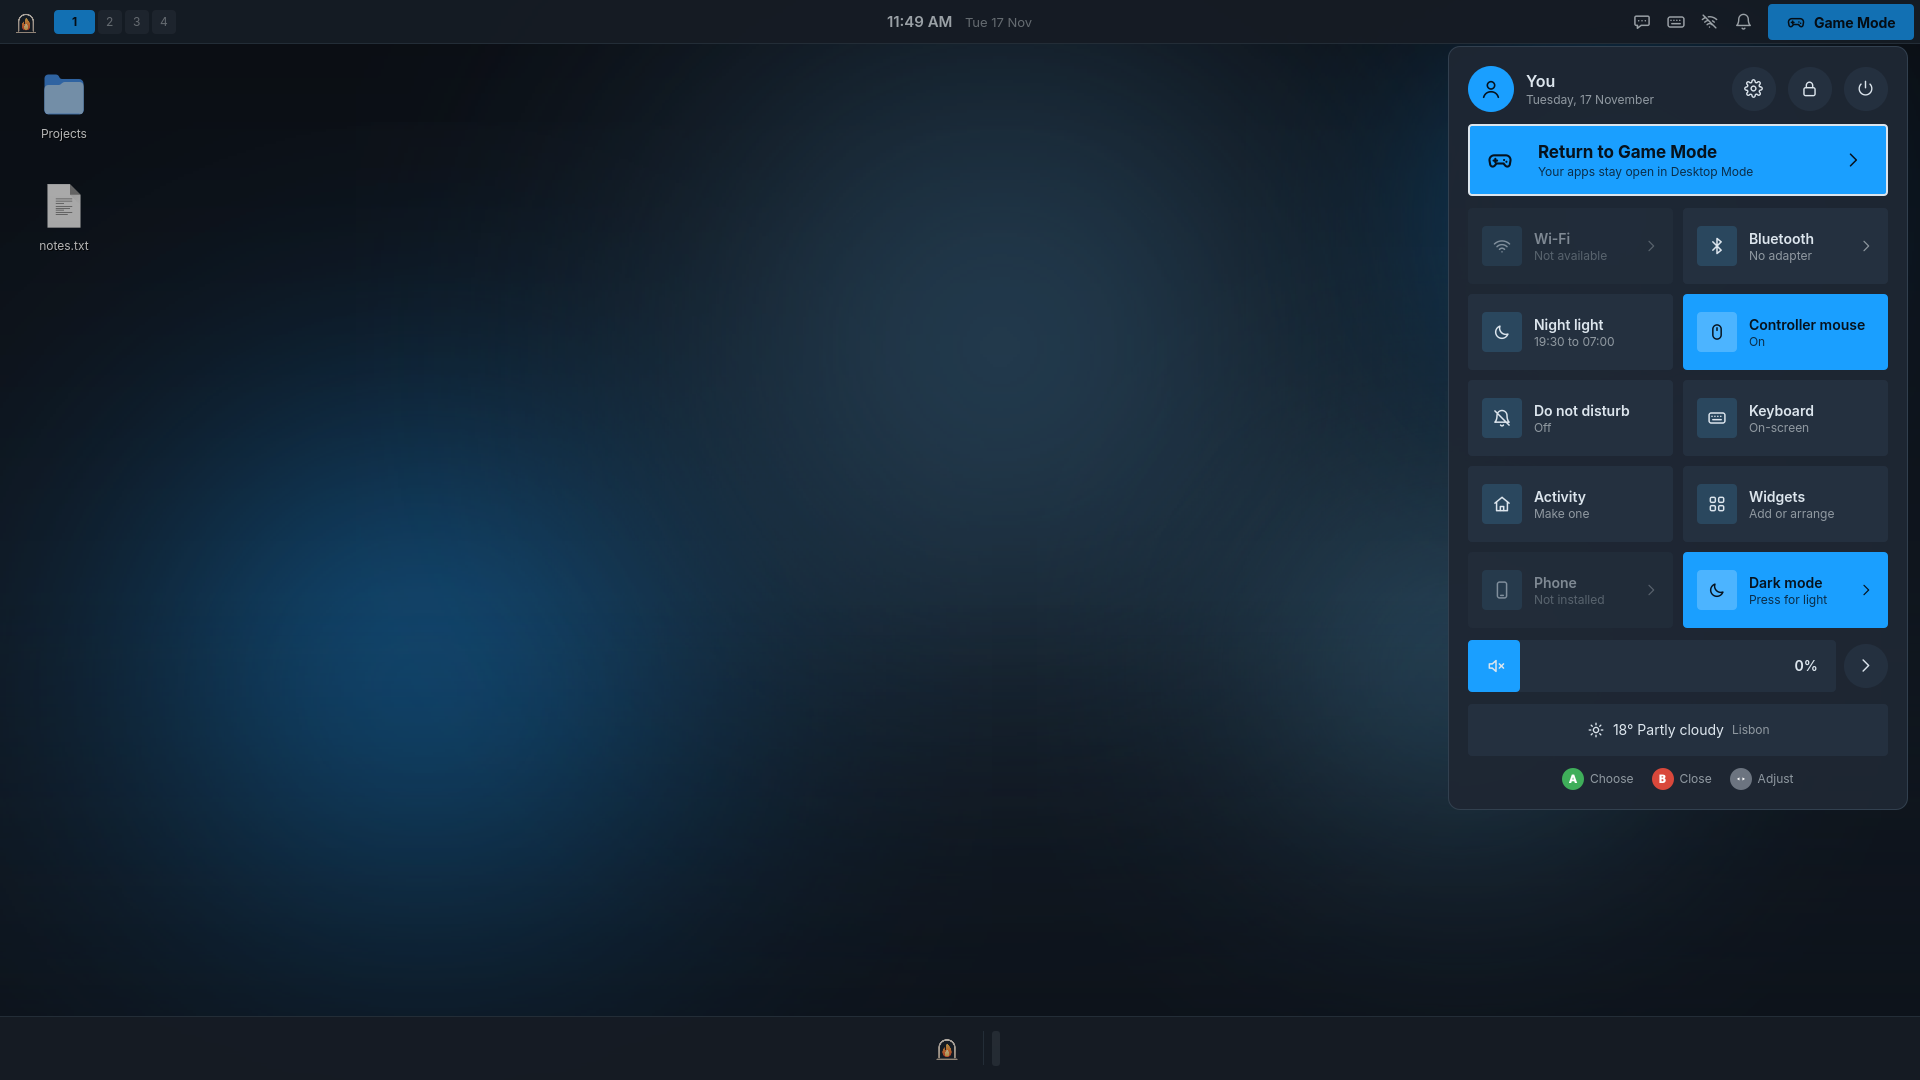 1 2 3 4
11:49 AM Tue 17 Nov
Game Mode
Projects
notes.txt
You
Tuesday, 17 November
Return to Game Mode
Your apps stay open in Desktop Mode
Wi-Fi
Not available
Bluetooth
No adapter
Night light
19:30 to 07:00
Controller mouse
On
Do not disturb
Off
Keyboard
On-screen
Activity
Make one
Widgets
Add or arrange
Phone
Not installed
Dark mode
Press for light
0%
18° Partly cloudy Lisbon
A Choose B Close Adjust